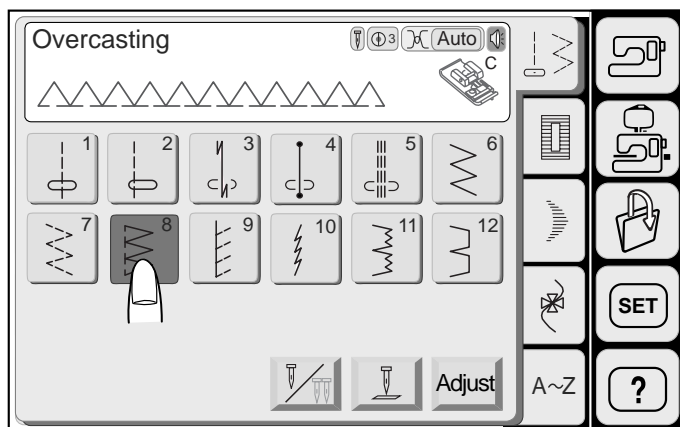 Overcasting
3 Auto
C
1 2 3 4 5 6
7 8 9 10 11 12
SET
Adjust A~Z ?